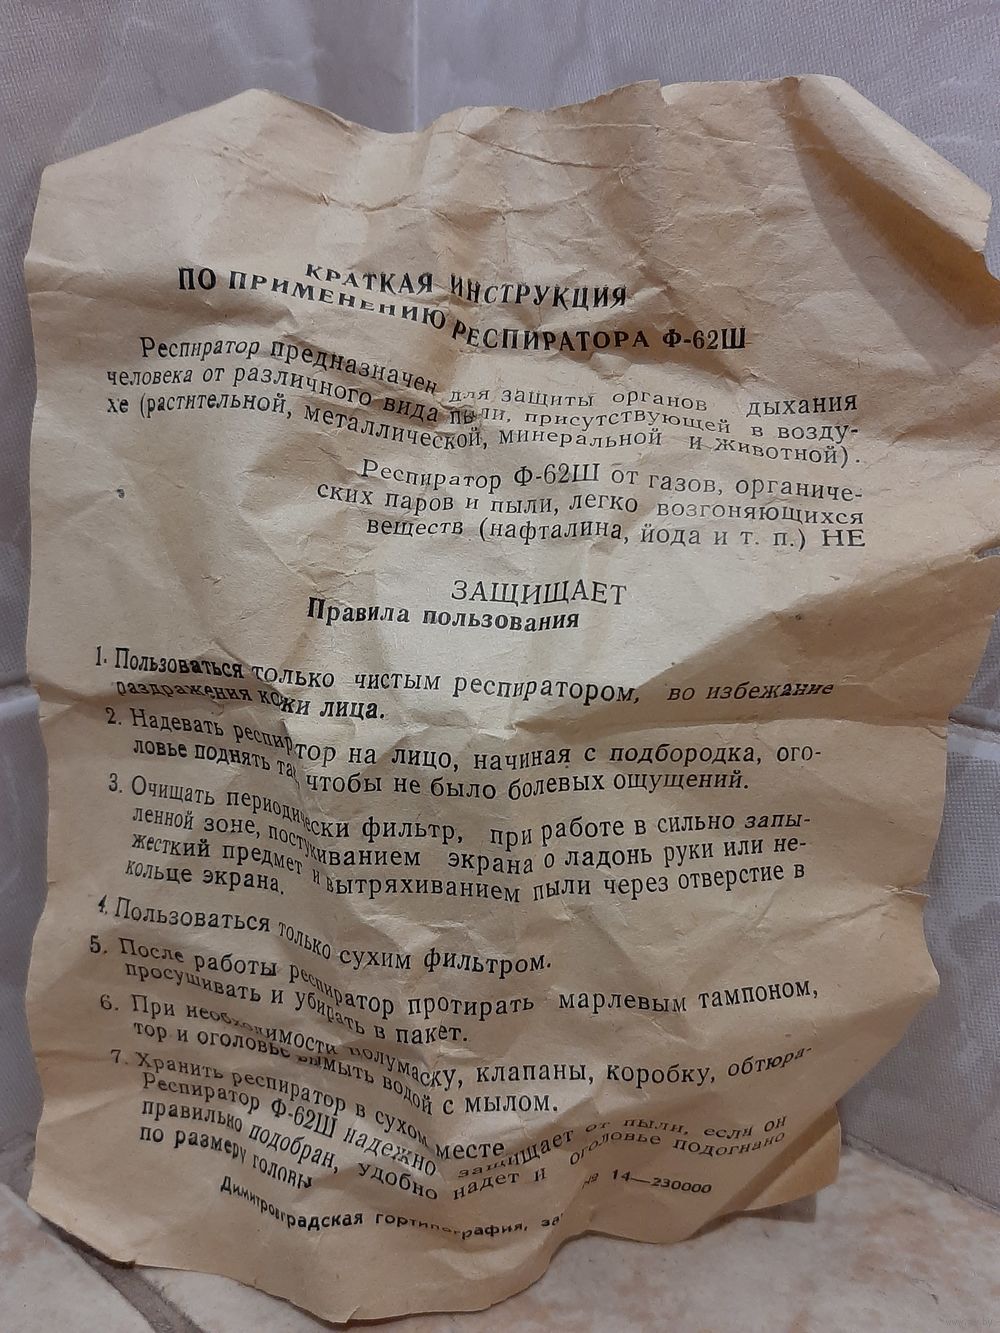 КРАТКАЯ ИНСТРУКЦИЯ
ПО ПРИМЕНЕНИЮ РЕСПИРАТОРА Ф-62Ш
Респиратор предназначен для защиты органов дыхания
человека от различного вида пыли, присутствующей в возду-
хе (растительной, металлической, минеральной и животной).
Респиратор Ф-62Ш от газов, органиче-
ских паров и пыли, легко возгоняющихся
веществ (нафталина, йода и т. п.) НЕ
ЗАЩИЩАЕТ
Правила пользования
1. Пользоваться только чистым респиратором, во избежание
раздражения кожи лица.
2. Надевать респиратор на лицо, начиная с подбородка, ого-
ловье поднять так чтобы не было болевых ощущений.
3. Очищать периодически фильтр, при работе в сильно запы-
ленной зоне, постукиванием экрана о ладонь руки или не-
жесткий предмет и вытряхиванием пыли через отверстие в
кольце экрана.
4. Пользоваться только сухим фильтром.
5. После работы респиратор протирать марлевым тампоном,
просушивать и убирать в пакет.
6. При необходимости полумаску, клапаны, коробку, обтюра-
тор и оголовье вымыть водой с мылом.
7. Хранить респиратор в сухом месте
Респиратор Ф-62Ш надежно защищает от пыли, если он
правильно подобран, удобно надет и оголовье подогнано
по размеру головы
Димитровградская гортипография, 14—230000